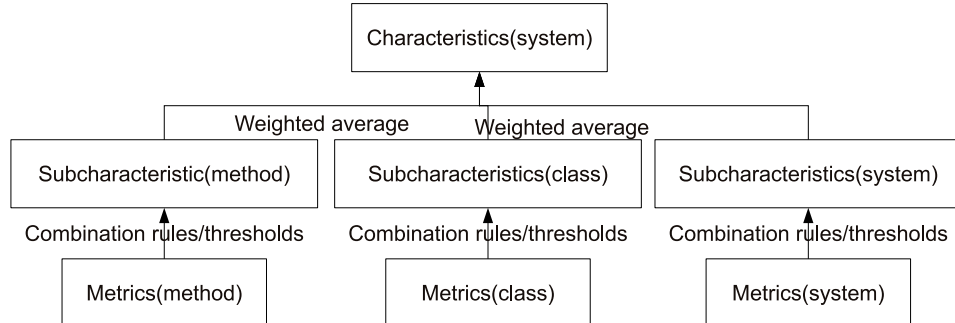 Characteristics(system)
Weighted average
Weighted average
Subcharacteristic(method)
Subcharacteristics(class)
Subcharacteristics(system)
Combination rules/thresholds
Combination rules/thresholds
Combination rules/thresholds
Metrics(method)
Metrics(class)
Metrics(system)